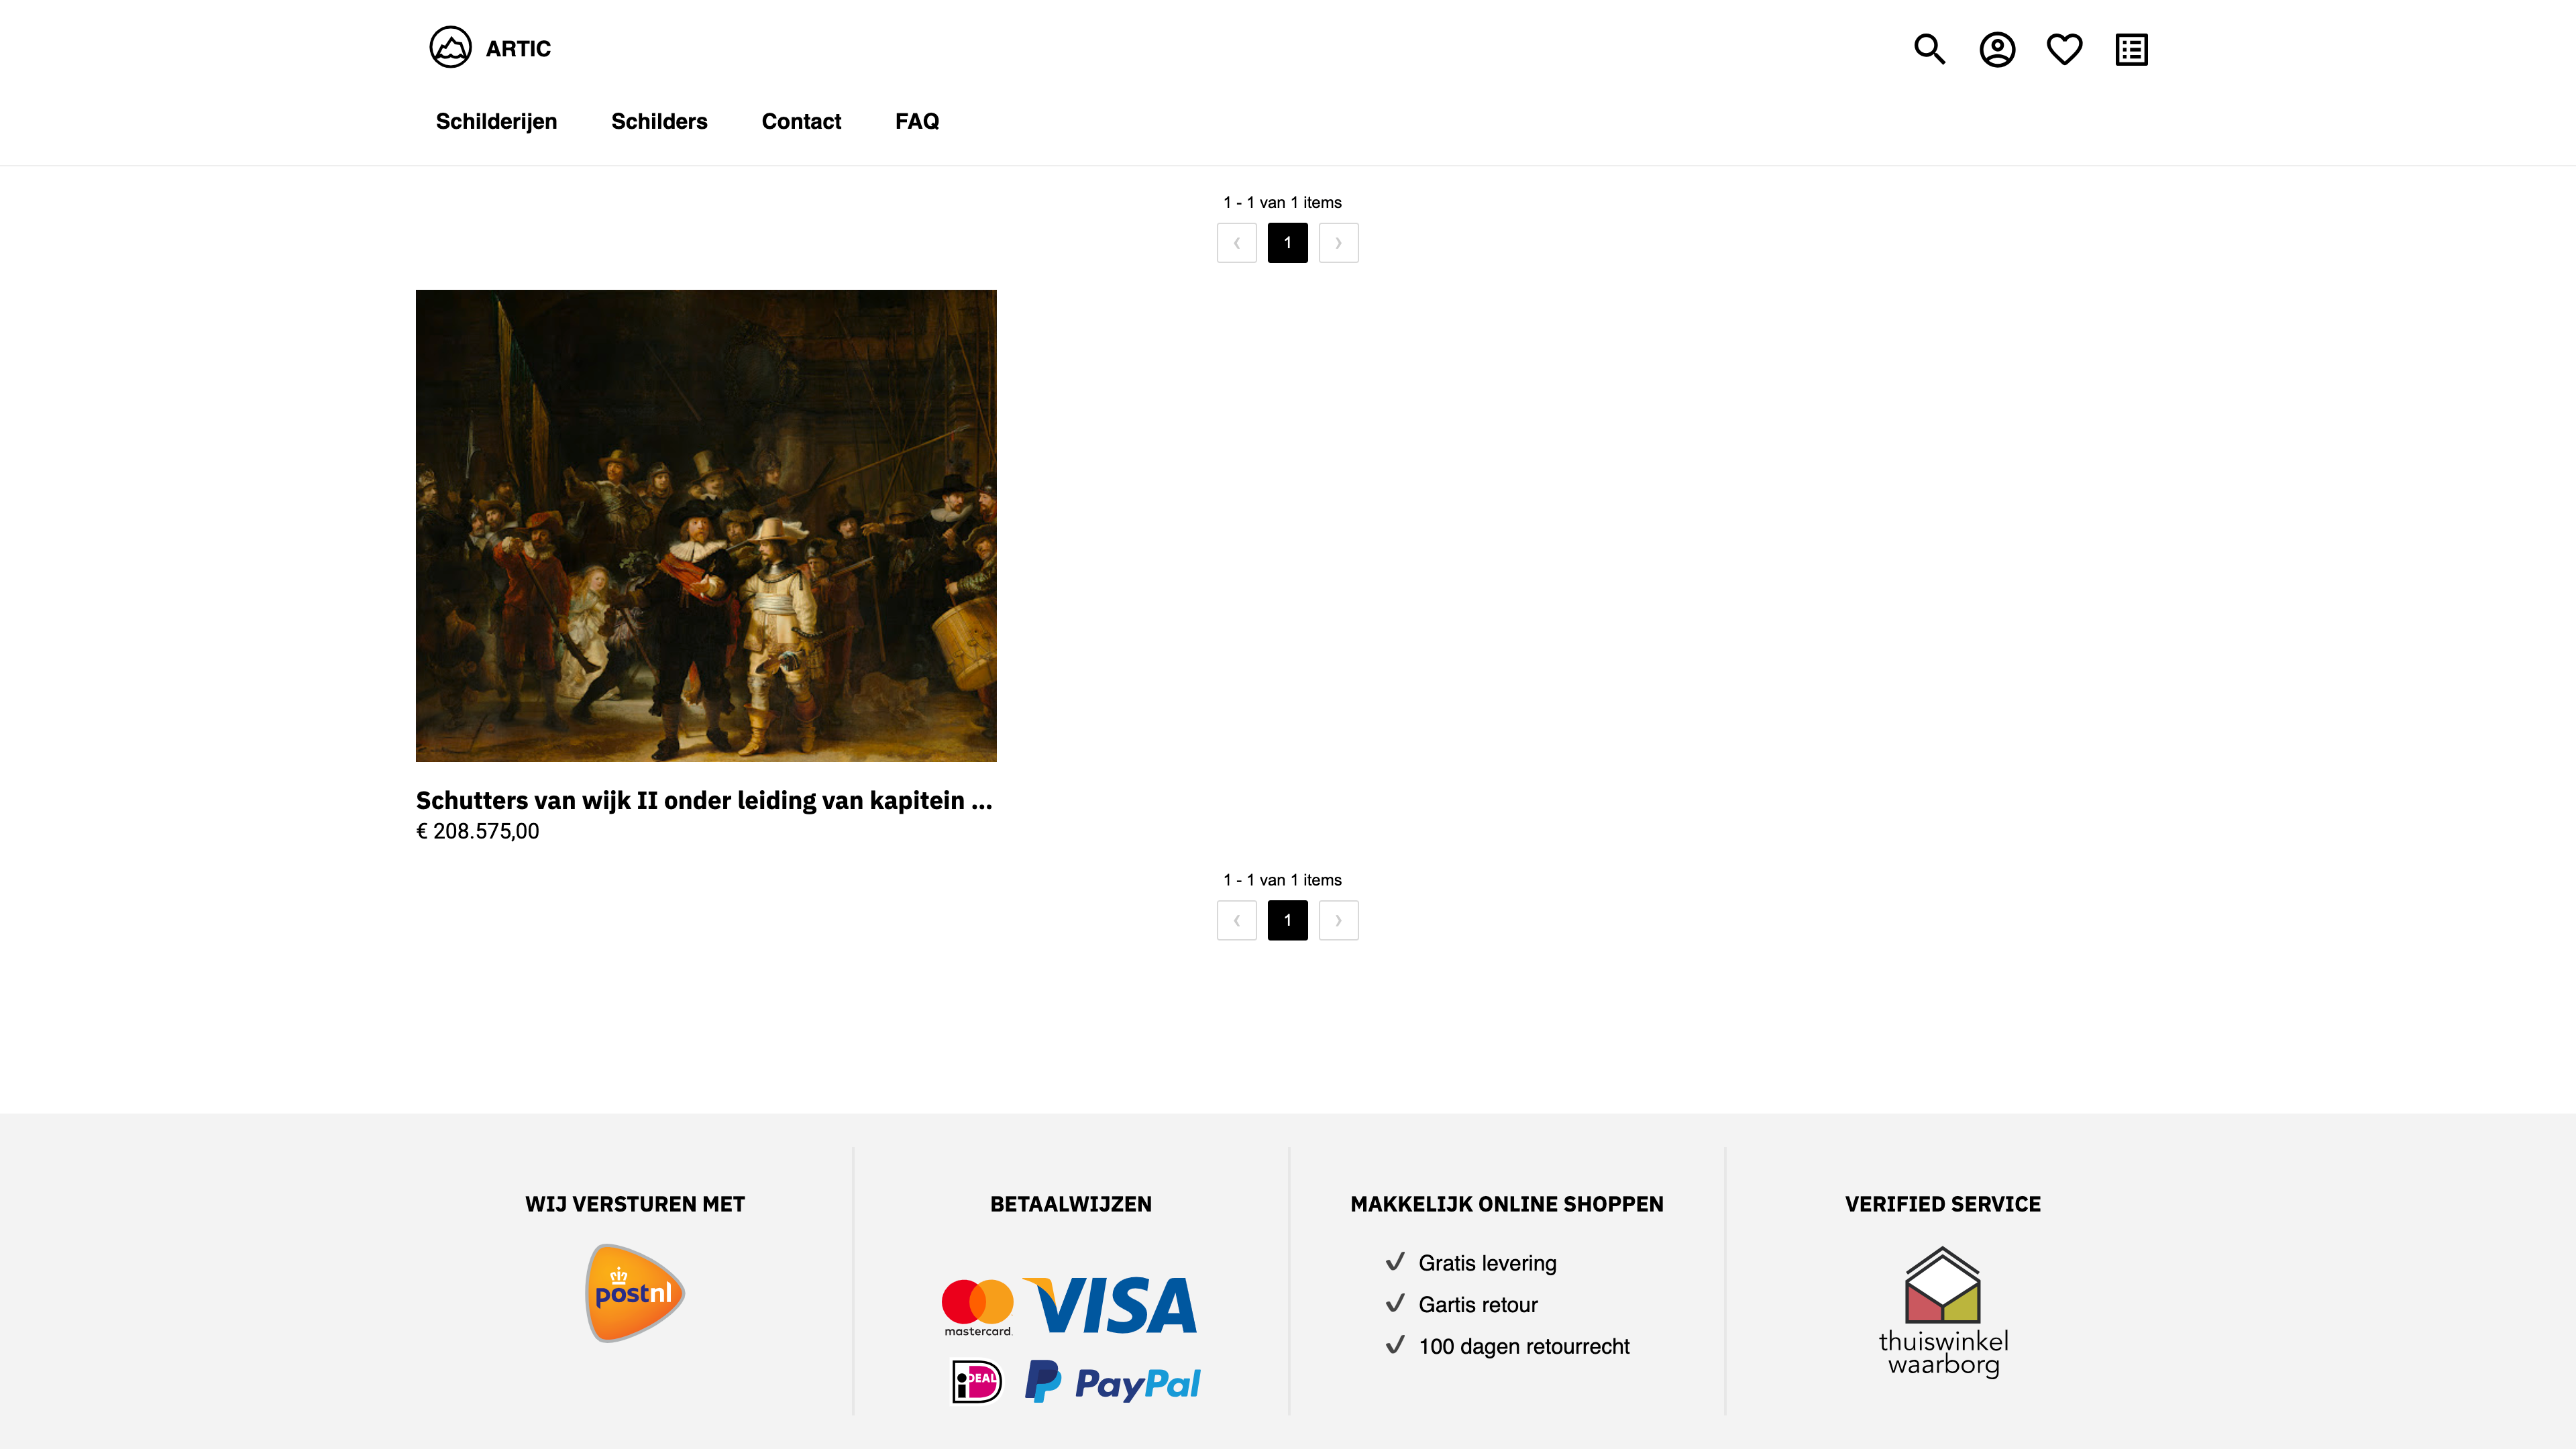 ARTIC
Schilderijen Schilders Contact FAQ
1 - 1 van 1 items
‹ 1 ›
Schutters van wijk II onder leiding van kapitein ...
€ 208.575,00
1 - 1 van 1 items
‹ 1 ›
WIJ VERSTUREN MET
postnl
BETAALWIJZEN
mastercard.
VISA
iDEAL
PayPal
MAKKELIJK ONLINE SHOPPEN
Gratis levering
Gartis retour
100 dagen retourrecht
VERIFIED SERVICE
thuiswinkel
waarborg